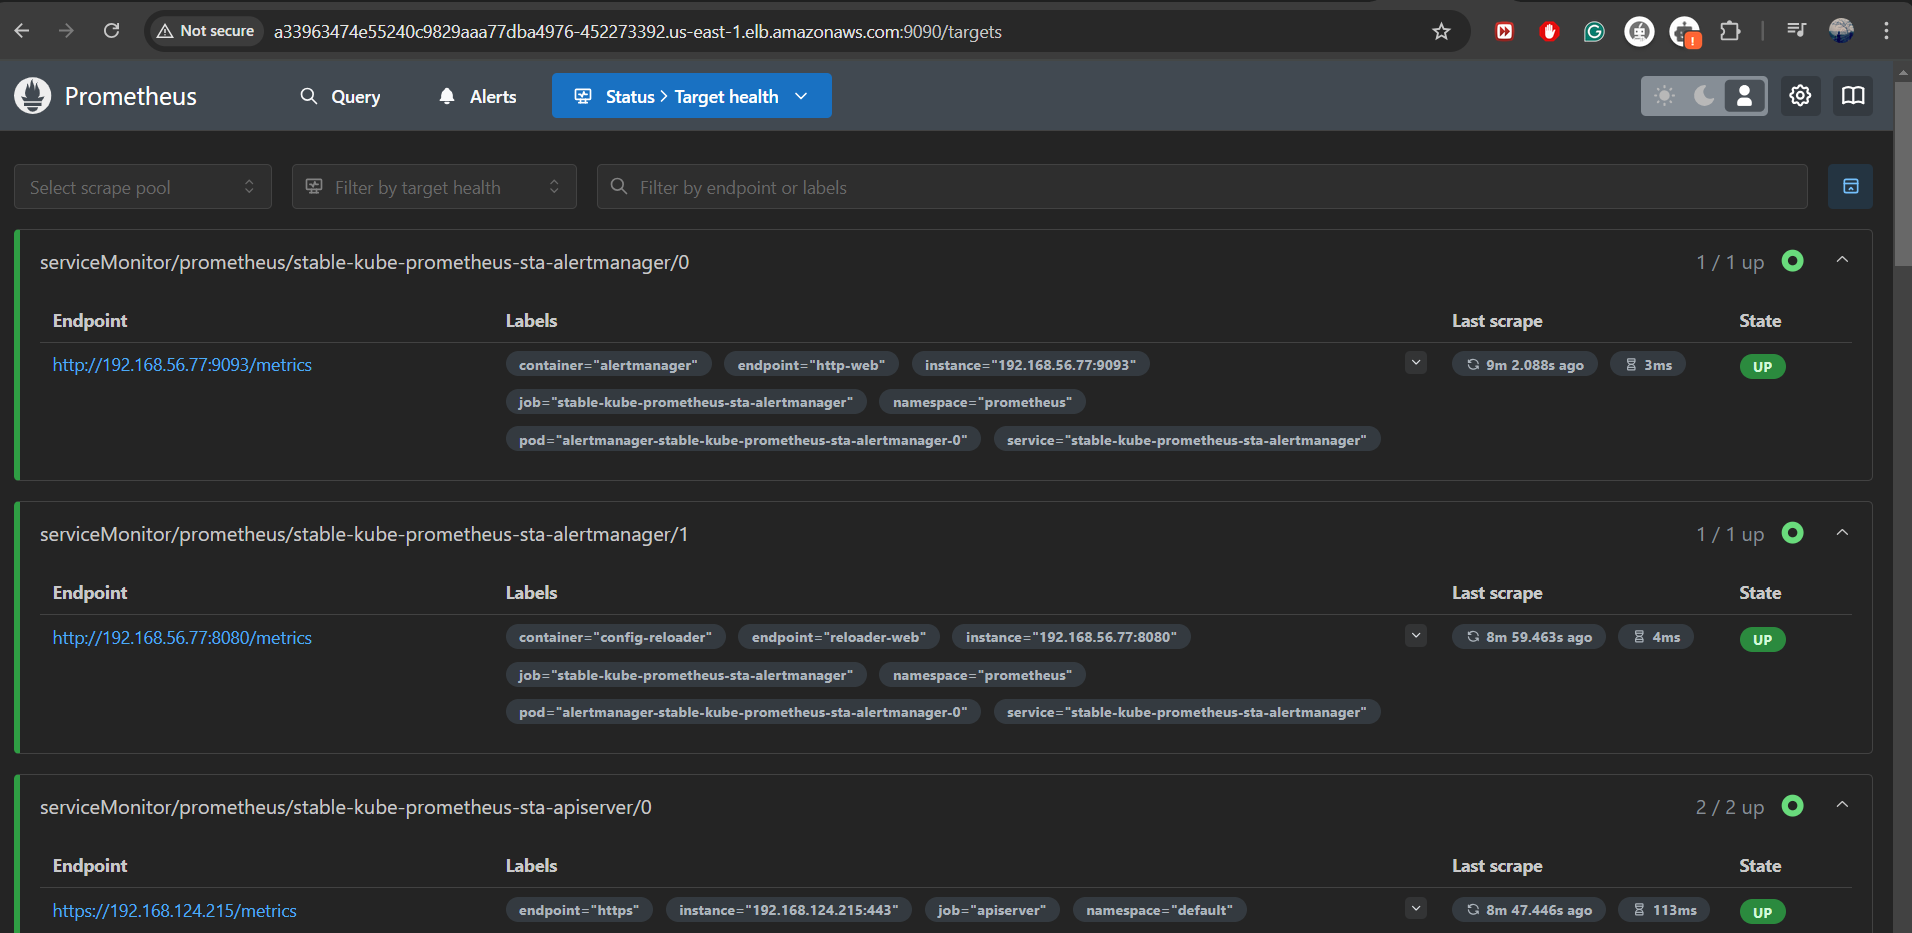 Not secure a33963474e55240c9829aaa77dba4976-452273392.us-east-1.elb.amazonaws.com:9090/targets
Prometheus Query Alerts Status > Target health
Select scrape pool Filter by target health Filter by endpoint or labels
serviceMonitor/prometheus/stable-kube-prometheus-sta-alertmanager/0 1 / 1 up
Endpoint Labels Last scrape State
http://192.168.56.77:9093/metrics container="alertmanager" endpoint="http-web" instance="192.168.56.77:9093" 9m 2.088s ago 3ms UP
job="stable-kube-prometheus-sta-alertmanager" namespace="prometheus"
pod="alertmanager-stable-kube-prometheus-sta-alertmanager-0" service="stable-kube-prometheus-sta-alertmanager"
serviceMonitor/prometheus/stable-kube-prometheus-sta-alertmanager/1 1 / 1 up
Endpoint Labels Last scrape State
http://192.168.56.77:8080/metrics container="config-reloader" endpoint="reloader-web" instance="192.168.56.77:8080" 8m 59.463s ago 4ms UP
job="stable-kube-prometheus-sta-alertmanager" namespace="prometheus"
pod="alertmanager-stable-kube-prometheus-sta-alertmanager-0" service="stable-kube-prometheus-sta-alertmanager"
serviceMonitor/prometheus/stable-kube-prometheus-sta-apiserver/0 2 / 2 up
Endpoint Labels Last scrape State
https://192.168.124.215/metrics endpoint="https" instance="192.168.124.215:443" job="apiserver" namespace="default" 8m 47.446s ago 113ms UP